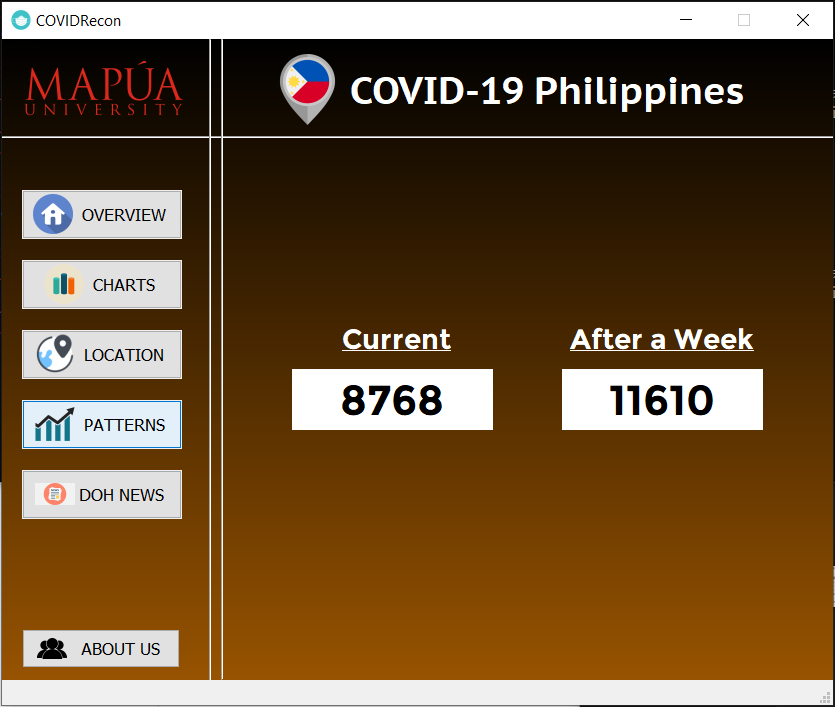 COVIDRecon
MAPÚA
UNIVERSITY
COVID-19 Philippines
OVERVIEW
CHARTS
LOCATION
PATTERNS
DOH NEWS
ABOUT US
Current
After a Week
8768
11610